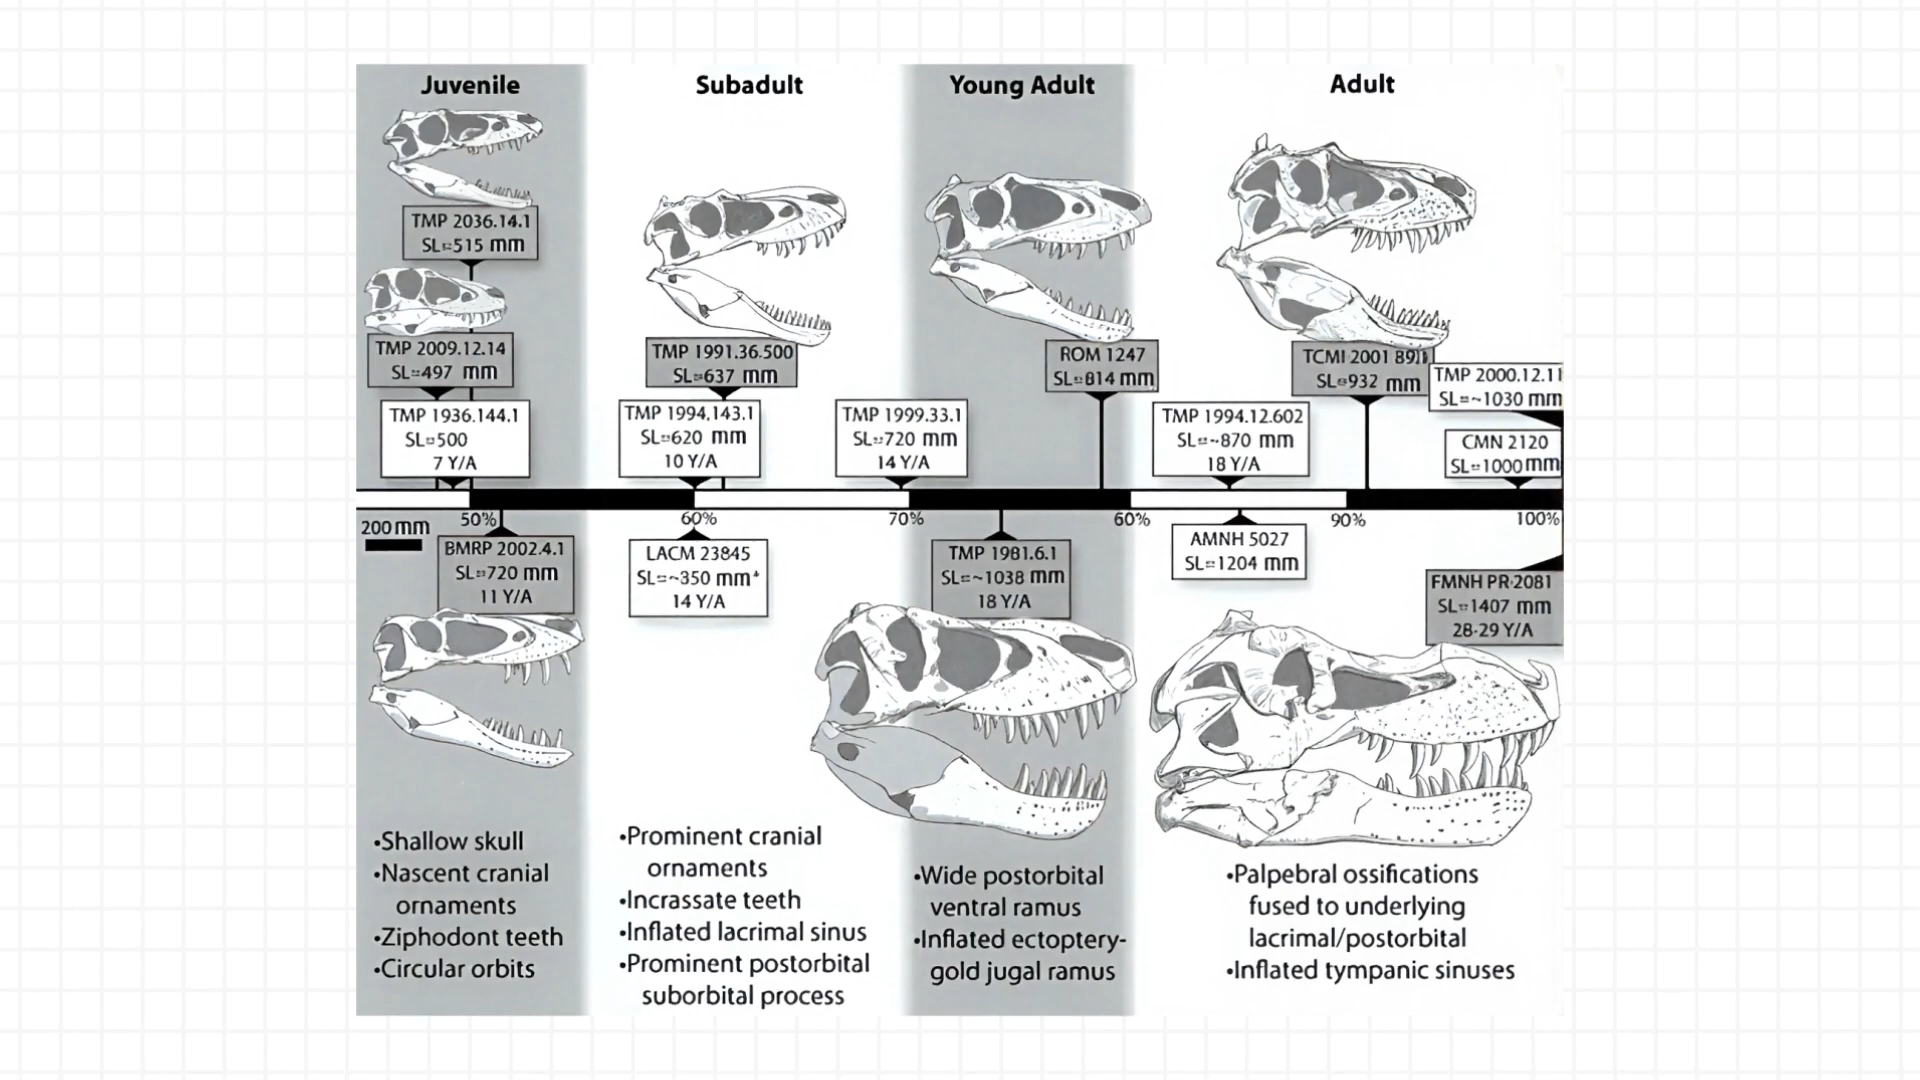 Juvenile
Subadult
Young Adult
Adult
TMP 2036.14.1
SL=515 mm
TMP 2009.12.14
SL=497 mm
TMP 1936.144.1
SL=500
7 Y/A
TMP 1991.36.500
SL=637 mm
TMP 1994.143.1
SL=620 mm
10 Y/A
TMP 1999.33.1
SL=720 mm
14 Y/A
ROM 1247
SL=814 mm
TMP 1994.12.602
SL=~870 mm
18 Y/A
TCMI 2001 89
SL=932 mm
TMP 2000.12.11
SL=~1030 mm
CMN 2120
SL=1000 mm
200 mm
50%
60%
70%
60%
90%
100%
BMRP 2002.4.1
SL=720 mm
11 Y/A
LACM 23845
SL=~350 mm*
14 Y/A
TMP 1981.6.1
SL=~1038 mm
18 Y/A
AMNH 5027
SL=1204 mm
FMNH PR 2081
SL=1407 mm
28-29 Y/A
•Shallow skull
•Nascent cranial
ornaments
•Ziphodont teeth
•Circular orbits
•Prominent cranial
ornaments
•Incrassate teeth
•Inflated lacrimal sinus
•Prominent postorbital
suborbital process
•Wide postorbital
ventral ramus
•Inflated ectoptery-
gold jugal ramus
•Palpebral ossifications
fused to underlying
lacrimal/postorbital
•Inflated tympanic sinuses